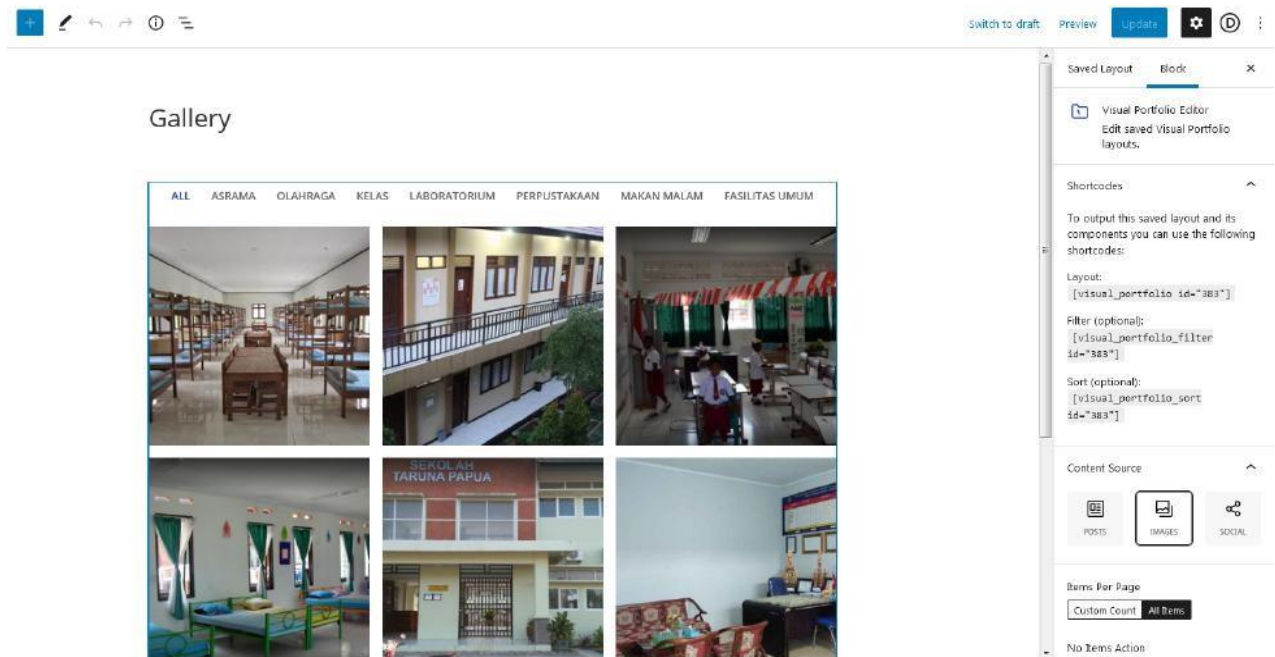 Switch to draft Preview Update
Saved Layout Block
Visual Portfolio Editor
Edit saved Visual Portfolio
layouts.
Gallery
Shortcodes
To output this saved layout and its
components you can use the following
shortcodes:
Layout:
[visual_portfolio id="383"]
Filter (optional):
[visual_portfolio_filter
id="383"]
Sort (optional):
[visual_portfolio_sort
id="383"]
ALL ASRAMA OLAHRAGA KELAS LABORATORIUM PERPUSTAKAAN MAKAN MALAM FASILITAS UMUM
SEKOLAH
TARUNA PAPUA
Content Source
POSTS IMAGES SOCIAL
Items Per Page
Custom Count All Items
No Items Action